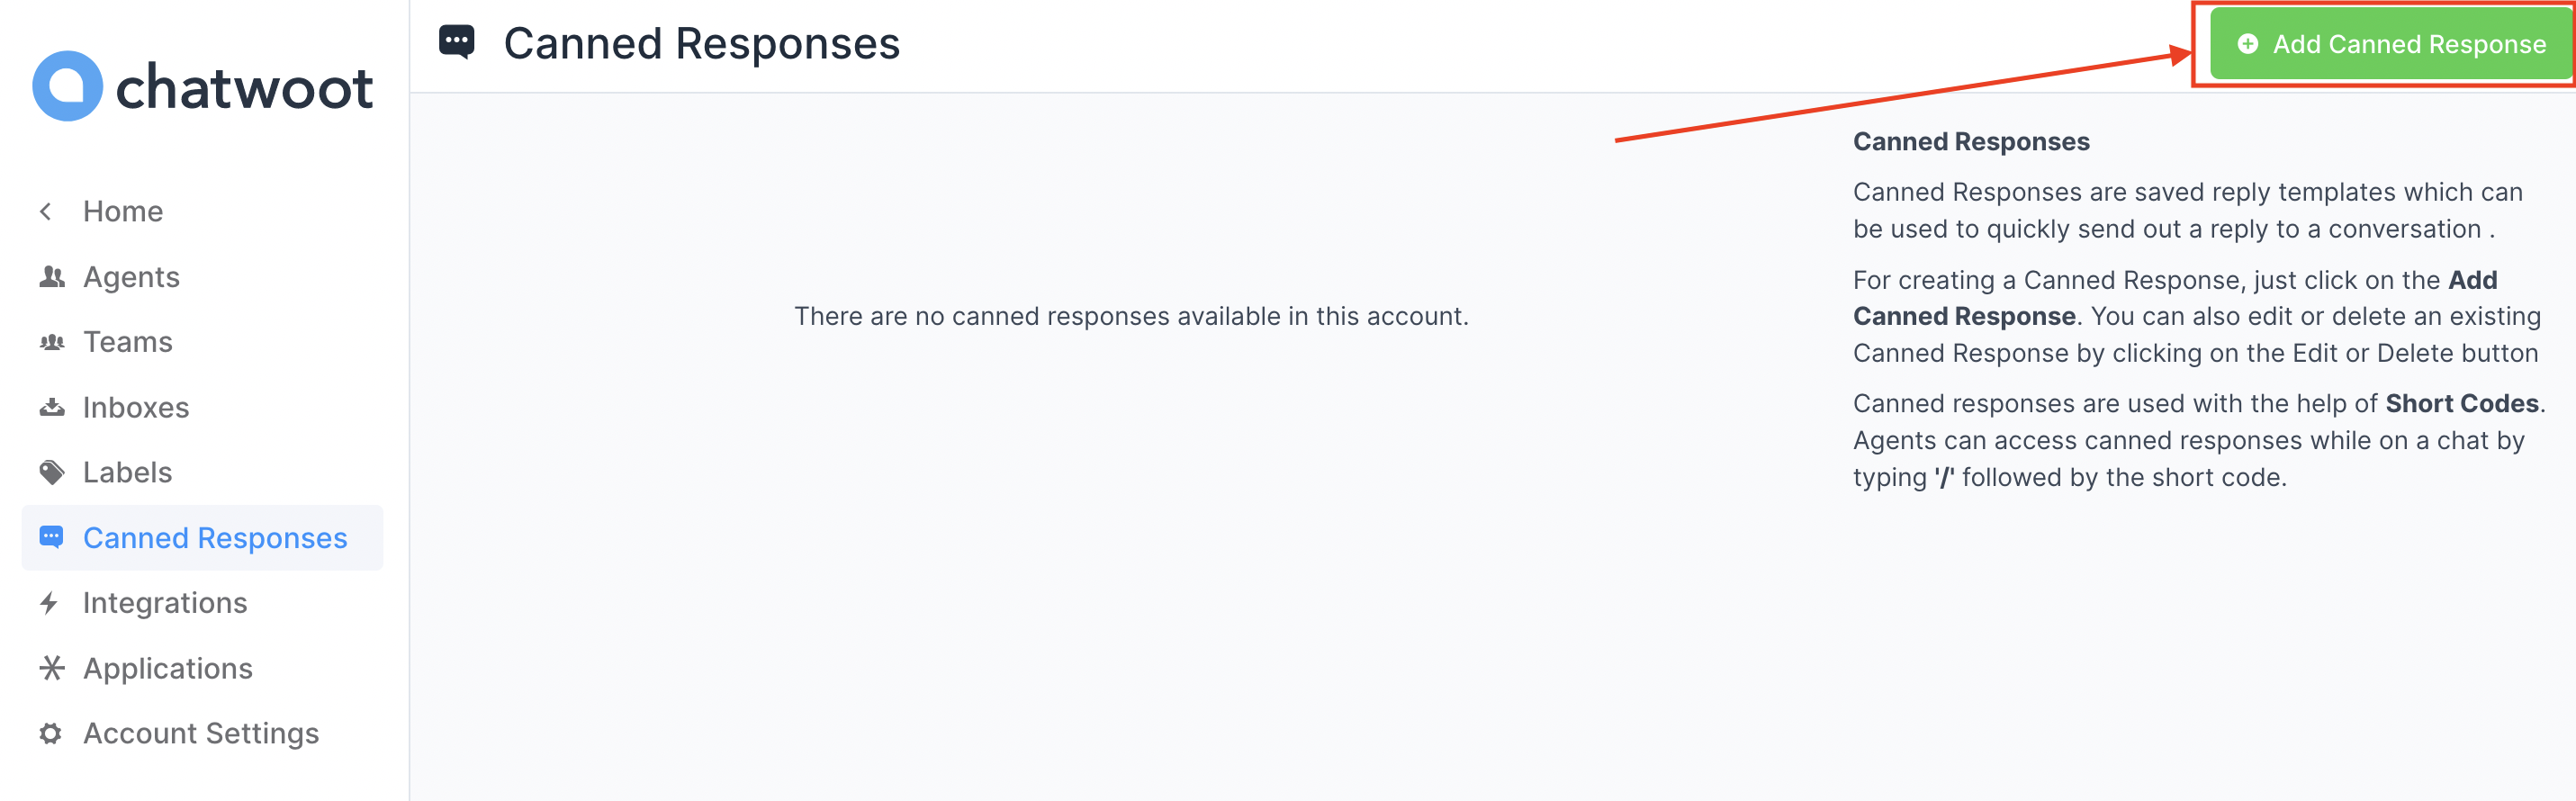 chatwoot
Home
Agents
Teams
Inboxes
Labels
Canned Responses
Integrations
Applications
Account Settings
Canned Responses
Add Canned Response
There are no canned responses available in this account.
Canned Responses
Canned Responses are saved reply templates which can
be used to quickly send out a reply to a conversation .
For creating a Canned Response, just click on the Add
Canned Response. You can also edit or delete an existing
Canned Response by clicking on the Edit or Delete button
Canned responses are used with the help of Short Codes.
Agents can access canned responses while on a chat by
typing '/' followed by the short code.